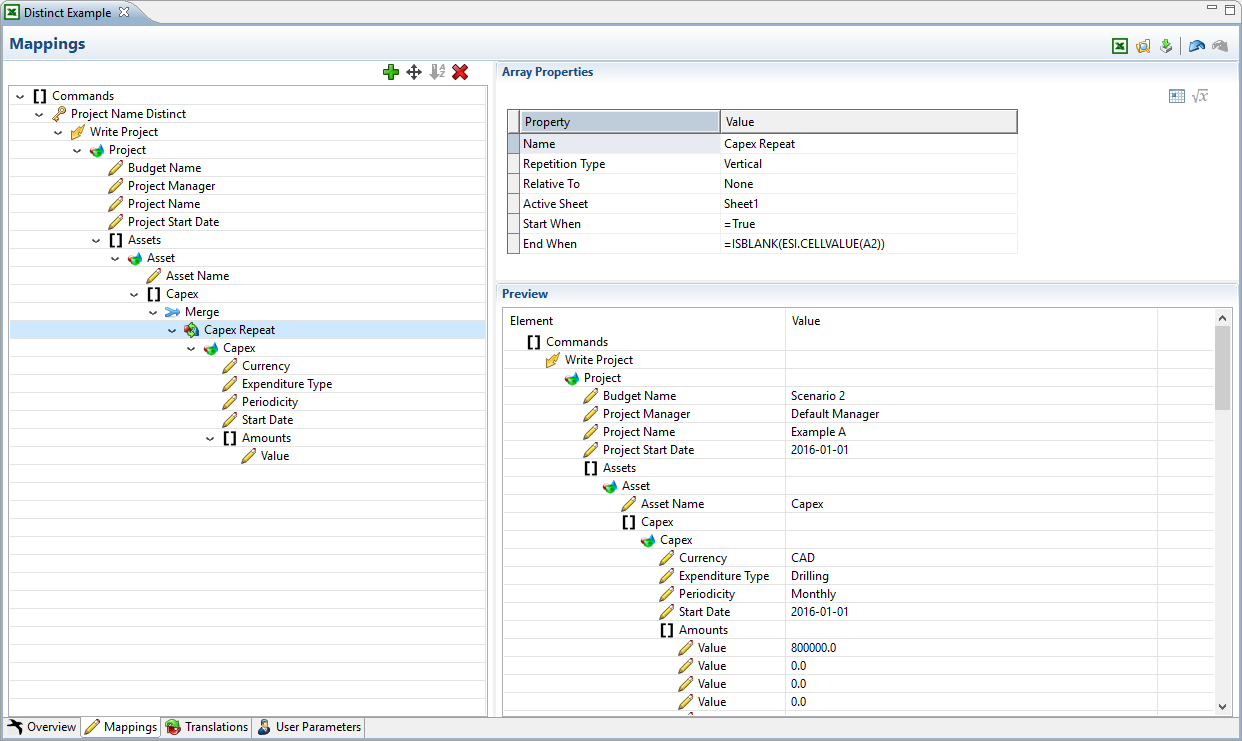 Distinct Example
Mappings
[] Commands
Project Name Distinct
Write Project
Project
Budget Name
Project Manager
Project Name
Project Start Date
[] Assets
Asset
Asset Name
[] Capex
Merge
Capex Repeat
Capex
Currency
Expenditure Type
Periodicity
Start Date
[] Amounts
Value
Array Properties
Property Value
Name Capex Repeat
Repetition Type Vertical
Relative To None
Active Sheet Sheet1
Start When =True
End When =ISBLANK(ESI.CELLVALUE(A2))
Preview
Element Value
[] Commands
Write Project
Project
Budget Name Scenario 2
Project Manager Default Manager
Project Name Example A
Project Start Date 2016-01-01
[] Assets
Asset
Asset Name Capex
[] Capex
Capex
Currency CAD
Expenditure Type Drilling
Periodicity Monthly
Start Date 2016-01-01
[] Amounts
Value 800000.0
Value 0.0
Value 0.0
Value 0.0
Overview Mappings Translations User Parameters